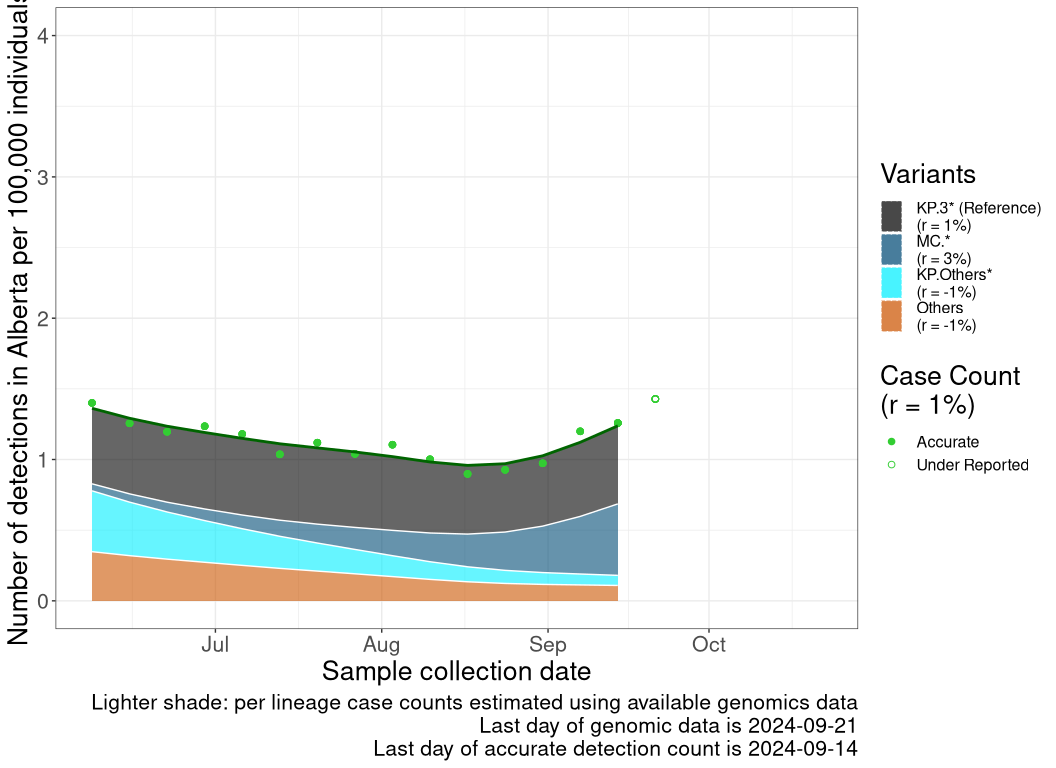 Number of detections in Alberta per 100,000 individuals
4
3
2
1
0
Jul
Aug
Sep
Oct
Sample collection date
Lighter shade: per lineage case counts estimated using available genomics data
Last day of genomic data is 2024-09-21
Last day of accurate detection count is 2024-09-14
Variants
KP.3* (Reference)
(r = 1%)
MC.*
(r = 3%)
KP.Others*
(r = -1%)
Others
(r = -1%)
Case Count
(r = 1%)
Accurate
Under Reported